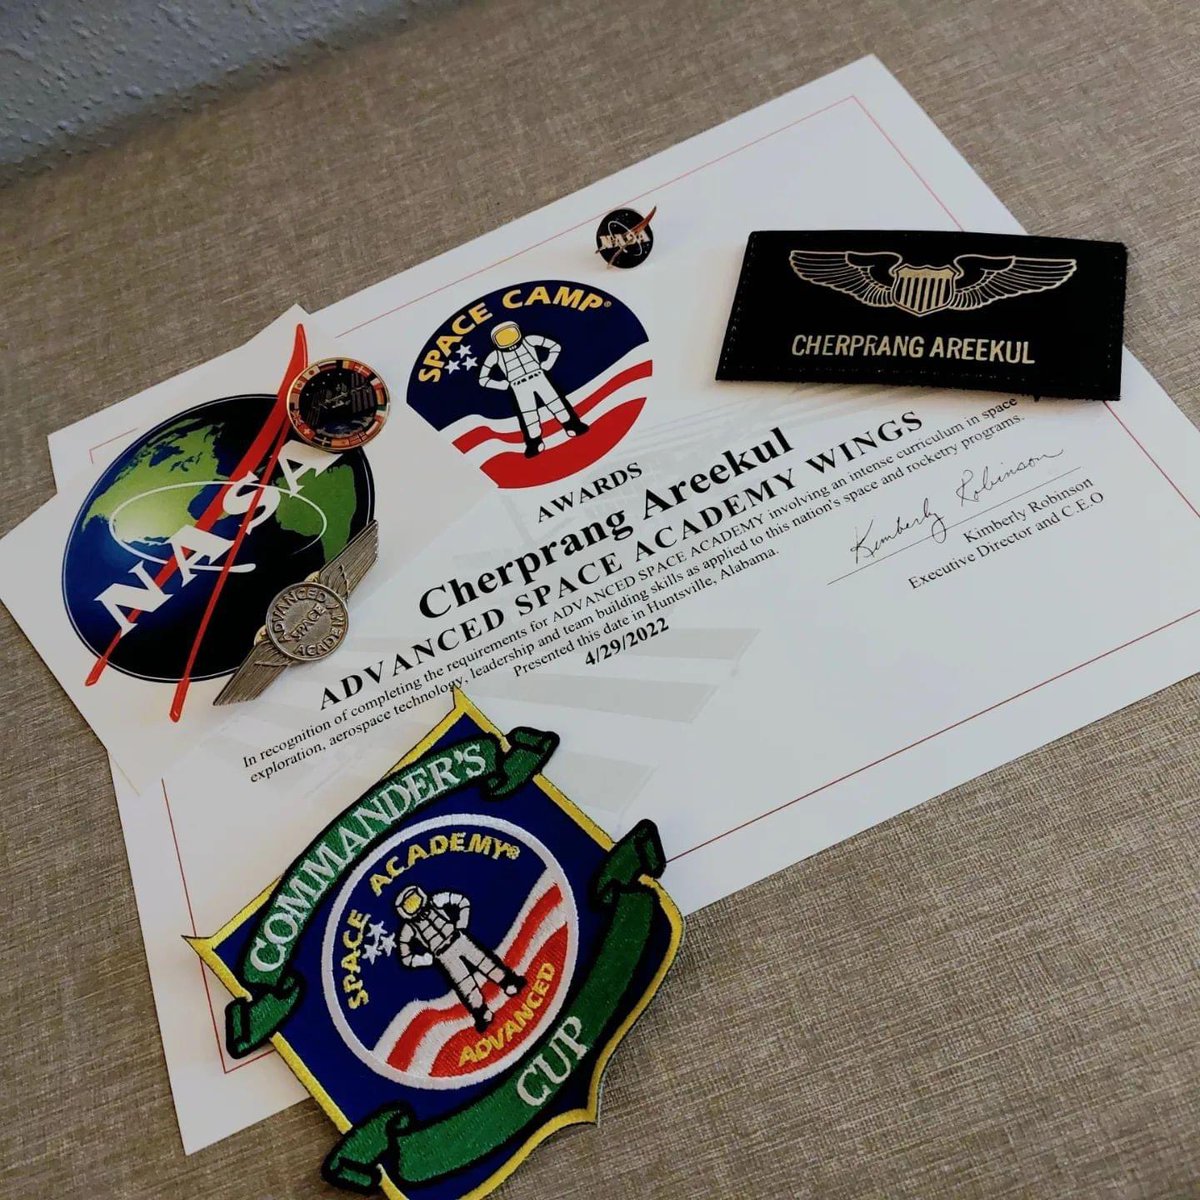 NASA
SPACE CAMP®
CHERPRANG AREEKUL
NASA
AWARDS
Cherprang Areekul
ADVANCED SPACE ACADEMY WINGS
In recognition of completing the requirements for ADVANCED SPACE ACADEMY involving an intense curriculum in space
exploration, aerospace technology, leadership and team building skills as applied to this nation's space and rocketry programs.
Presented this date in Huntsville, Alabama.
4/29/2022
Kimberly Robinson
Kimberly Robinson
Executive Director and C.E.O
ADVANCED
SPACE
ACADEMY
COMMANDER'S
SPACE ACADEMY®
ADVANCED
CUP